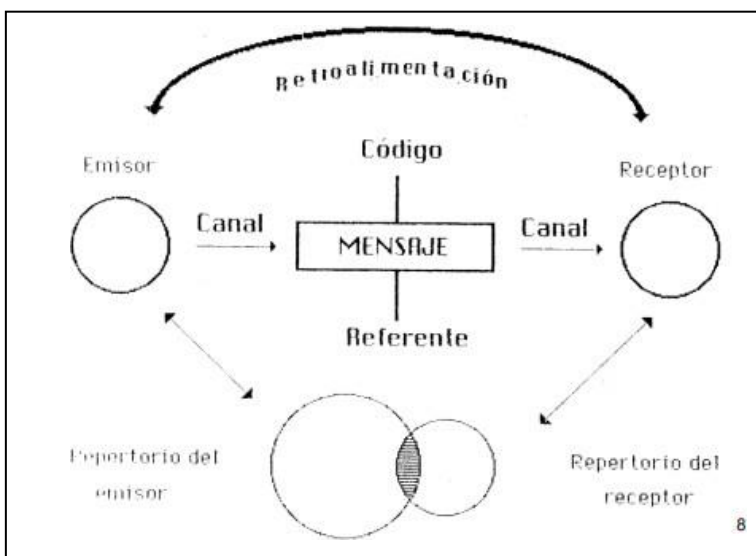 Retroalimentación
Código
Emisor
Receptor
Canal
MENSAJE
Canal
Referente
Repertorio del
emisor
Repertorio del
receptor
8